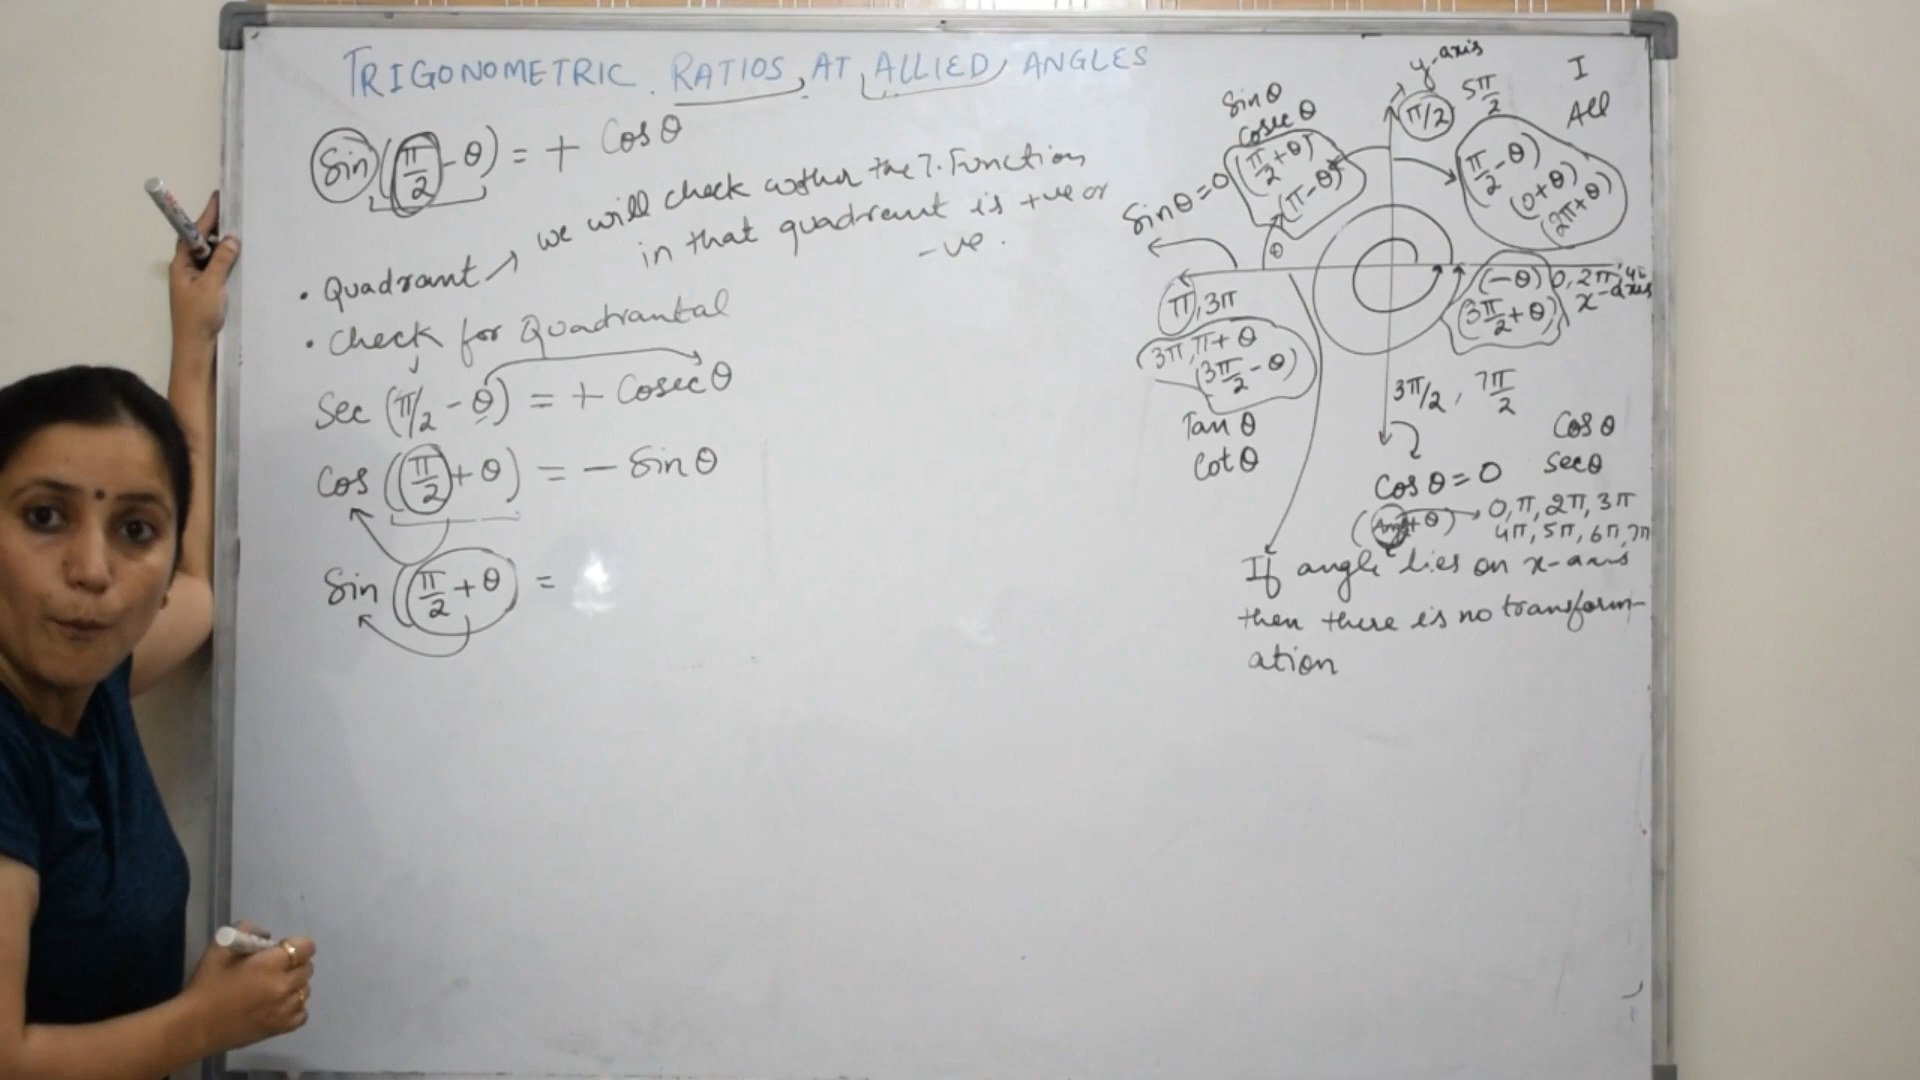 TRIGONOMETRIC RATIOS AT ALLIED ANGLES
Sin (π/2 - θ) = + Cos θ
• Quadrant → we will check wether the T. Function
in that quadrant is +ve or
-ve.
• Check for Quadrantal
Sec (π/2 - θ) = + Cosec θ
Cos (π/2 + θ) = - Sin θ
Sin (π/2 + θ) =
y-axis
π/2, 5π/2
I
All
(π/2 - θ)
(0+θ)
(2π+θ)
Sin θ
Cosec θ
(π/2 + θ)
(π-θ)
Sin θ = 0
θ
π, 3π
3π, π+θ
(3π/2 - θ)
Tan θ
Cot θ
(-θ) 0, 2π, 4π
x-axis
(3π/2 + θ)
3π/2, 7π/2
Cos θ
Sec θ
Cos θ = 0
(Ang + θ) → 0, π, 2π, 3π
4π, 5π, 6π, 7π
If angle lies on x-axis
then there is no transform-
ation